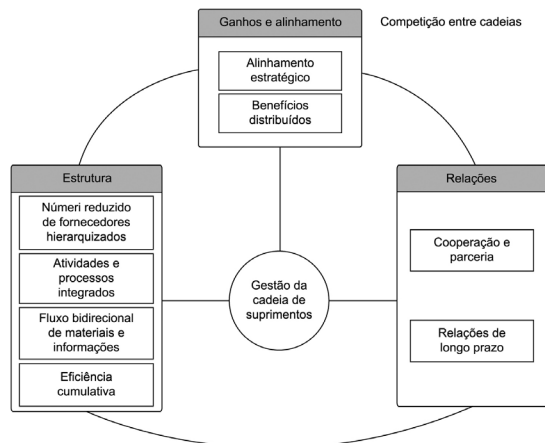 Ganhos e alinhamento
Competição entre cadeias
Alinhamento
estratégico
Benefícios
distribuídos
Estrutura
Númeri reduzido
de fornecedores
hierarquizados
Atividades e
processos
integrados
Fluxo bidirecional
de materiais e
informações
Eficiência
cumulativa
Gestão da
cadeia de
suprimentos
Relações
Cooperação e
parceria
Relações de
longo prazo